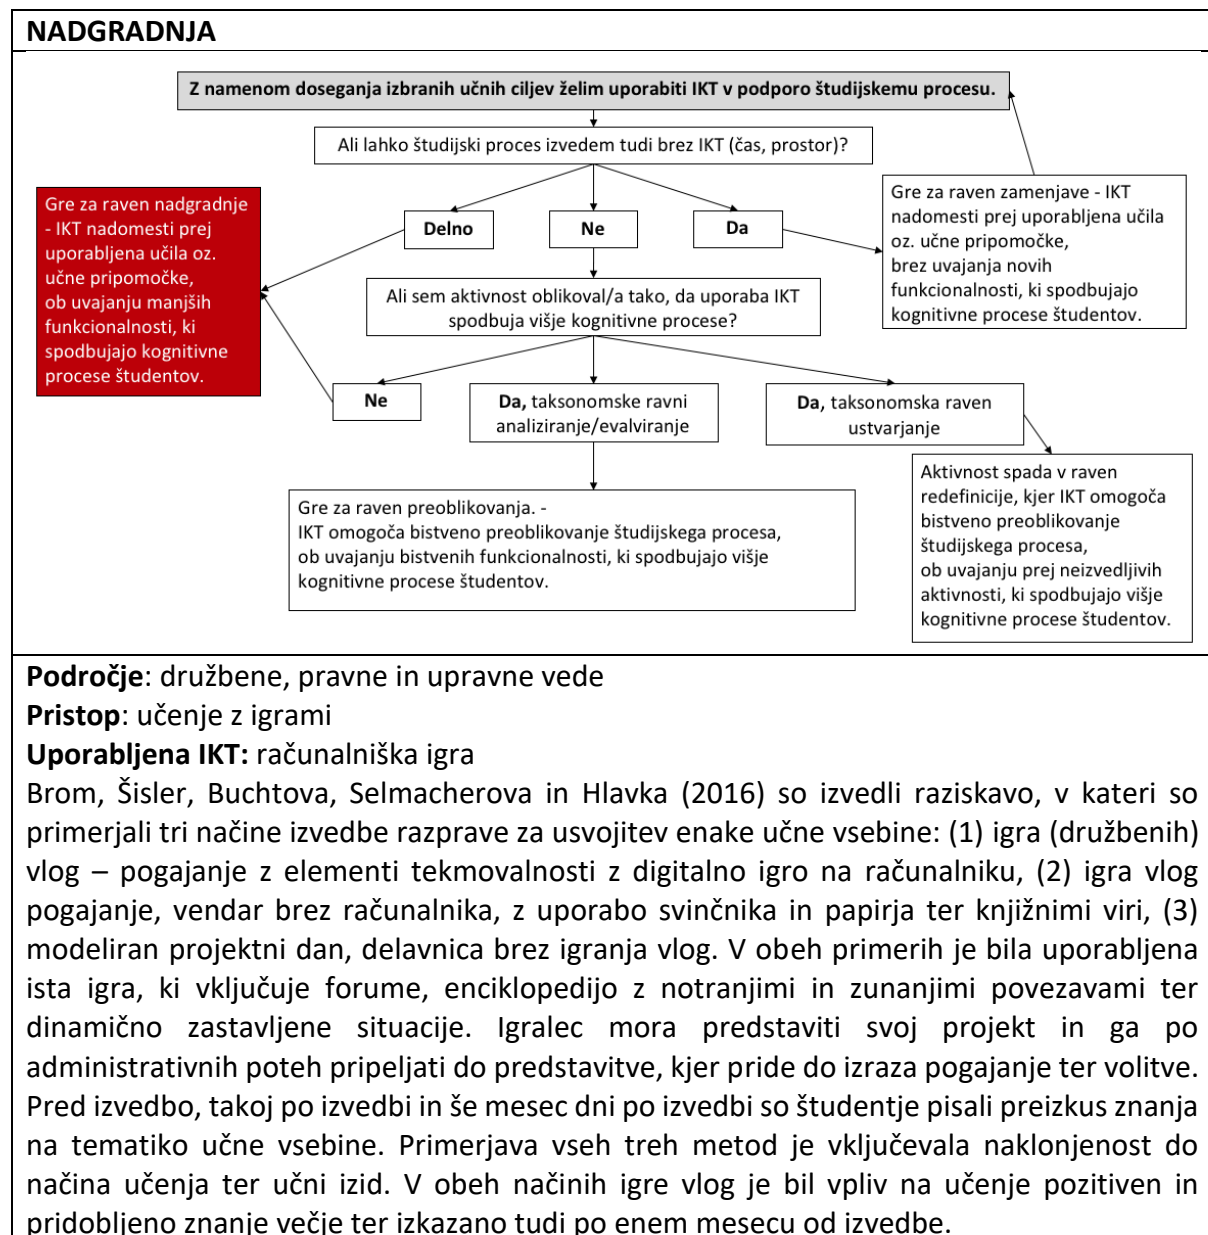 NADGRADNJA
Z namenom doseganja izbranih učnih ciljev želim uporabiti IKT v podporo študijskemu procesu.
Ali lahko študijski proces izvedem tudi brez IKT (čas, prostor)?
Gre za raven nadgradnje
- IKT nadomesti prej
uporabljena učila oz.
učne pripomočke,
ob uvajanju manjših
funkcionalnosti, ki
spodbujajo kognitivne
procese študentov.
Delno
Ne
Da
Gre za raven zamenjave - IKT
nadomesti prej uporabljena učila
oz. učne pripomočke,
brez uvajanja novih
funkcionalnosti, ki spodbujajo
kognitivne procese študentov.
Ali sem aktivnost oblikoval/a tako, da uporaba IKT
spodbuja višje kognitivne procese?
Ne
Da, taksonomske ravni
analiziranje/evalviranje
Da, taksonomska raven
ustvarjanje
Gre za raven preoblikovanja. -
IKT omogoča bistveno preoblikovanje študijskega procesa,
ob uvajanju bistvenih funkcionalnosti, ki spodbujajo višje
kognitivne procese študentov.
Aktivnost spada v raven
redefinicije, kjer IKT omogoča
bistveno preoblikovanje
študijskega procesa,
ob uvajanju prej neizvedljivih
aktivnosti, ki spodbujajo višje
kognitivne procese študentov.
Področje: družbene, pravne in upravne vede
Pristop: učenje z igrami
Uporabljena IKT: računalniška igra
Brom, Šisler, Buchtova, Selmacherova in Hlavka (2016) so izvedli raziskavo, v kateri so
primerjali tri načine izvedbe razprave za usvojitev enake učne vsebine: (1) igra (družbenih)
vlog – pogajanje z elementi tekmovalnosti z digitalno igro na računalniku, (2) igra vlog
pogajanje, vendar brez računalnika, z uporabo svinčnika in papirja ter knjižnimi viri, (3)
modeliran projektni dan, delavnica brez igranja vlog. V obeh primerih je bila uporabljena
ista igra, ki vključuje forume, enciklopedijo z notranjimi in zunanjimi povezavami ter
dinamično zastavljene situacije. Igralec mora predstaviti svoj projekt in ga po
administrativnih poteh pripeljati do predstavitve, kjer pride do izraza pogajanje ter volitve.
Pred izvedbo, takoj po izvedbi in še mesec dni po izvedbi so študentje pisali preizkus znanja
na tematiko učne vsebine. Primerjava vseh treh metod je vključevala naklonjenost do
načina učenja ter učni izid. V obeh načinih igre vlog je bil vpliv na učenje pozitiven in
pridobljeno znanje večje ter izkazano tudi po enem mesecu od izvedbe.